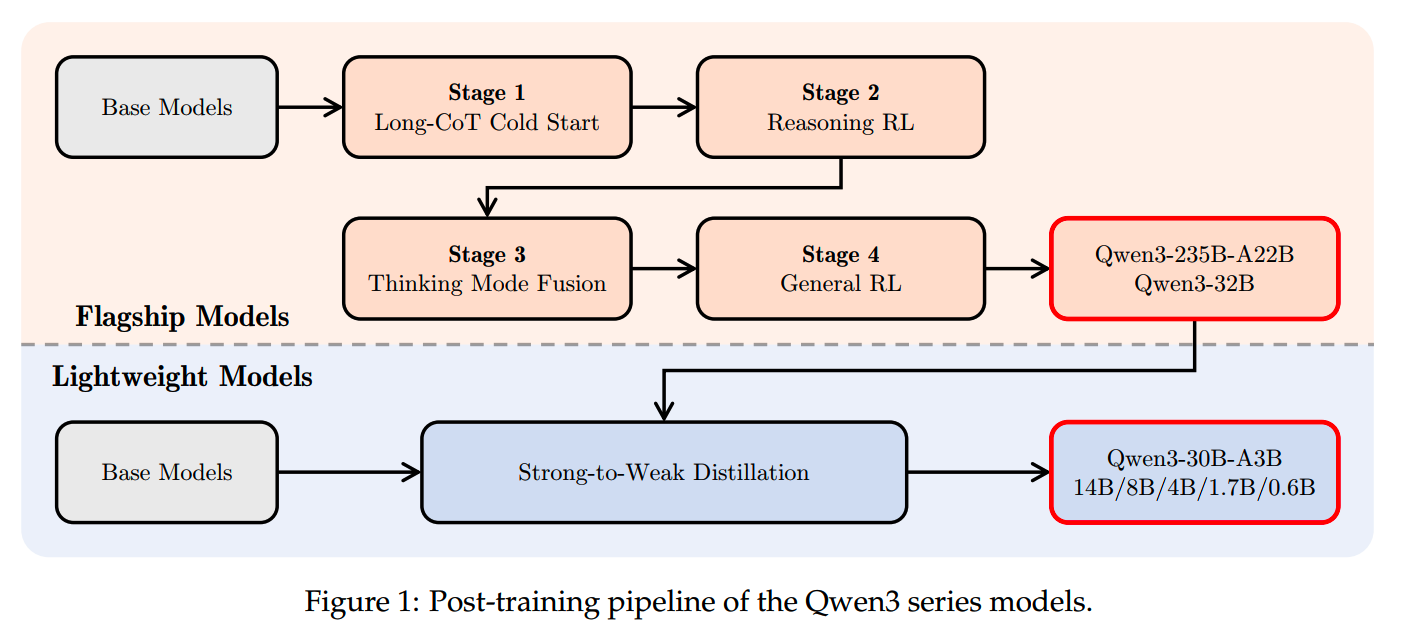 Base Models
Stage 1
Long-CoT Cold Start
Stage 2
Reasoning RL
Stage 3
Thinking Mode Fusion
Stage 4
General RL
Qwen3-235B-A22B
Qwen3-32B
Flagship Models
Lightweight Models
Base Models
Strong-to-Weak Distillation
Qwen3-30B-A3B
14B/8B/4B/1.7B/0.6B
Figure 1: Post-training pipeline of the Qwen3 series models.